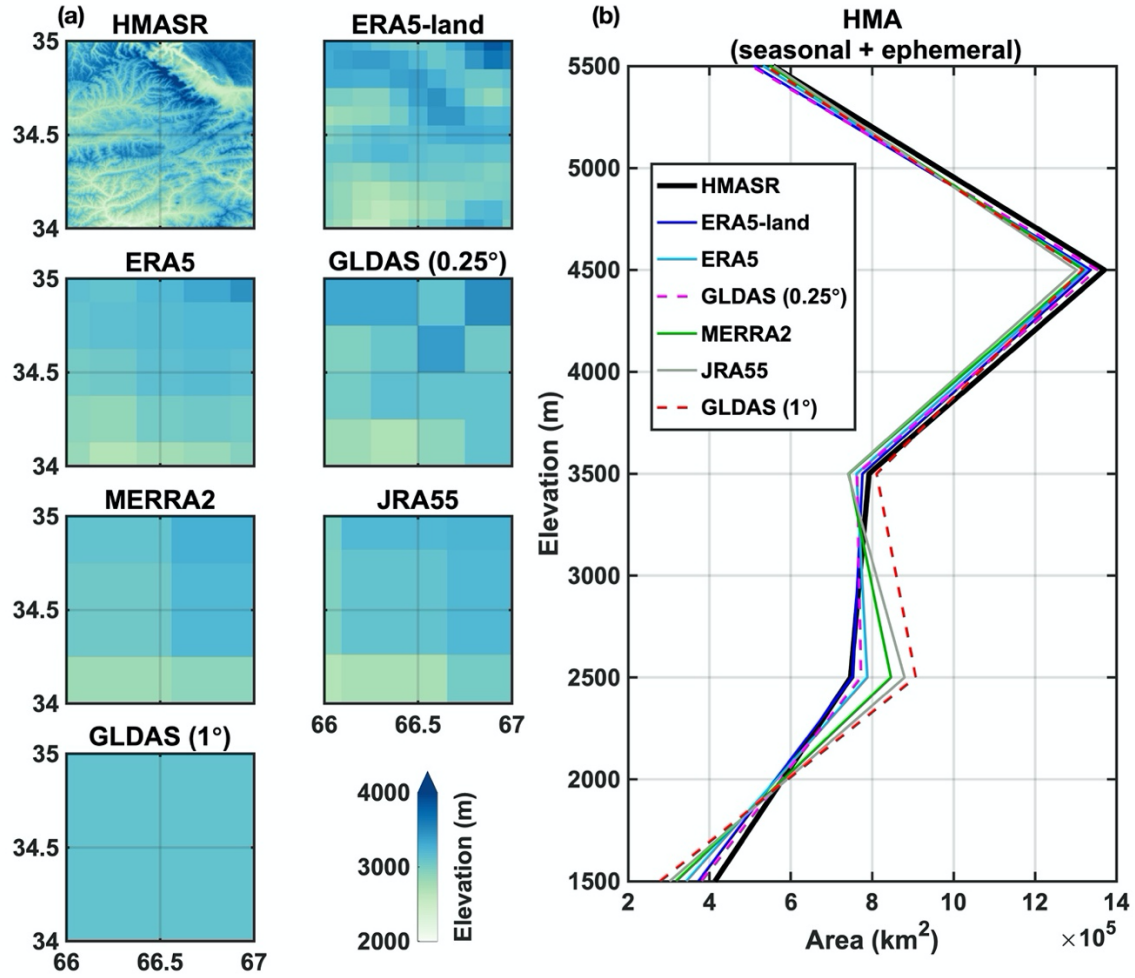 (a)
HMASR
ERA5-land
35
34.5
34
ERA5
GLDAS (0.25°)
35
34.5
34
MERRA2
JRA55
35
34.5
34
66 66.5 67
GLDAS (1°)
35
34.5
34
66 66.5 67
4000
3000
2000
Elevation (m)
(b)
HMA
(seasonal + ephemeral)
5500
5000
4500
4000
3500
3000
2500
2000
1500
Elevation (m)
HMASR
ERA5-land
ERA5
GLDAS (0.25°)
MERRA2
JRA55
GLDAS (1°)
2 4 6 8 10 12 14
Area (km²)
×10⁵